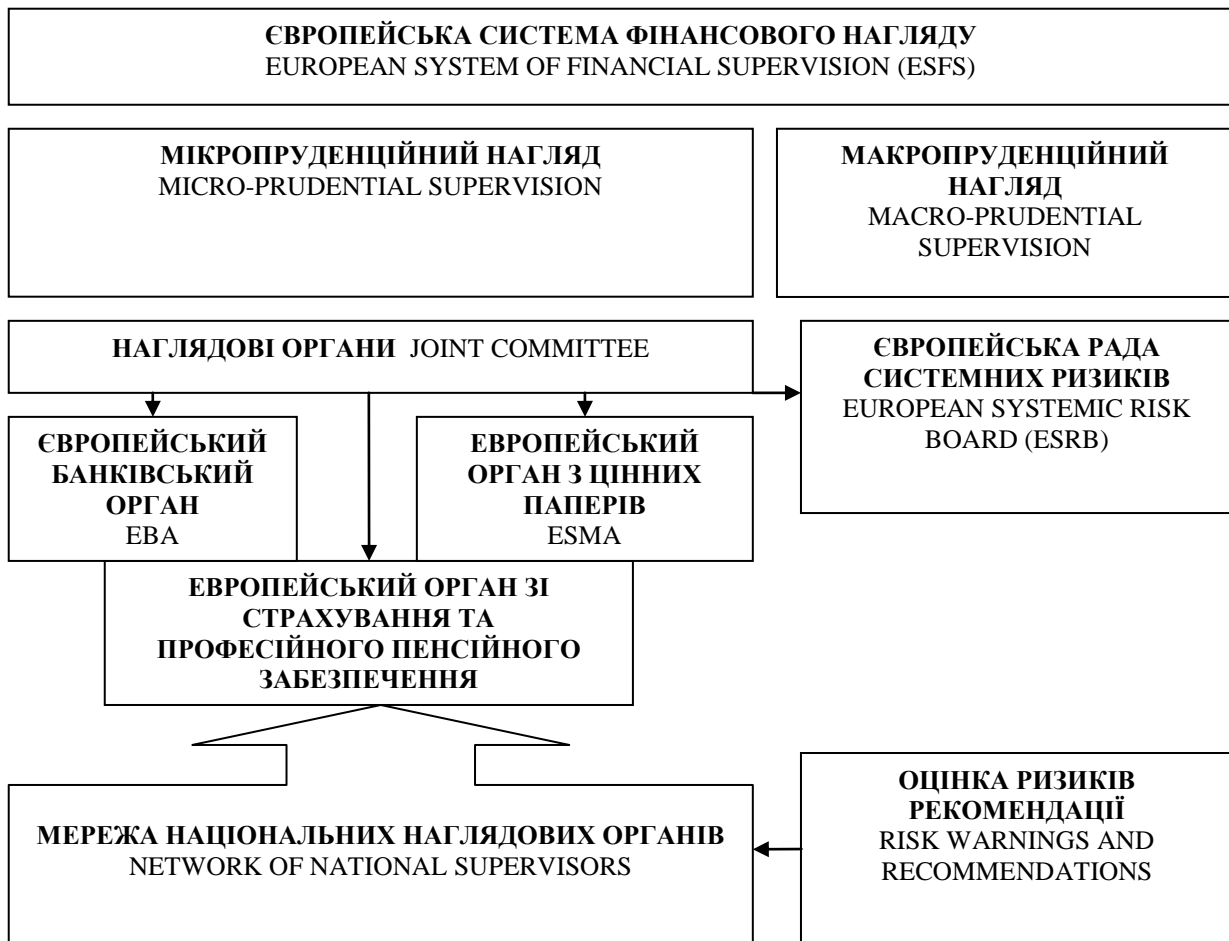 ЄВРОПЕЙСЬКА СИСТЕМА ФІНАНСОВОГО НАГЛЯДУ
EUROPEAN SYSTEM OF FINANCIAL SUPERVISION (ESFS)
МІКРОПРУДЕНЦІЙНИЙ НАГЛЯД
MICRO-PRUDENTIAL SUPERVISION
МАКРОПРУДЕНЦІЙНИЙ
НАГЛЯД
MACRO-PRUDENTIAL
SUPERVISION
НАГЛЯДОВІ ОРГАНИ JOINT COMMITTEE
ЄВРОПЕЙСЬКА РАДА
СИСТЕМНИХ РИЗИКІВ
EUROPEAN SYSTEMIC RISK
BOARD (ESRB)
ЄВРОПЕЙСЬКИЙ
БАНКІВСЬКИЙ
ОРГАН
EBA
ЕВРОПЕЙСЬКИЙ
ОРГАН З ЦІННИХ
ПАПЕРІВ
ESMA
ЕВРОПЕЙСЬКИЙ ОРГАН ЗІ
СТРАХУВАННЯ ТА
ПРОФЕСІЙНОГО ПЕНСІЙНОГО
ЗАБЕЗПЕЧЕННЯ
МЕРЕЖА НАЦІОНАЛЬНИХ НАГЛЯДОВИХ ОРГАНІВ
NETWORK OF NATIONAL SUPERVISORS
ОЦІНКА РИЗИКІВ
РЕКОМЕНДАЦІЇ
RISK WARNINGS AND
RECOMMENDATIONS